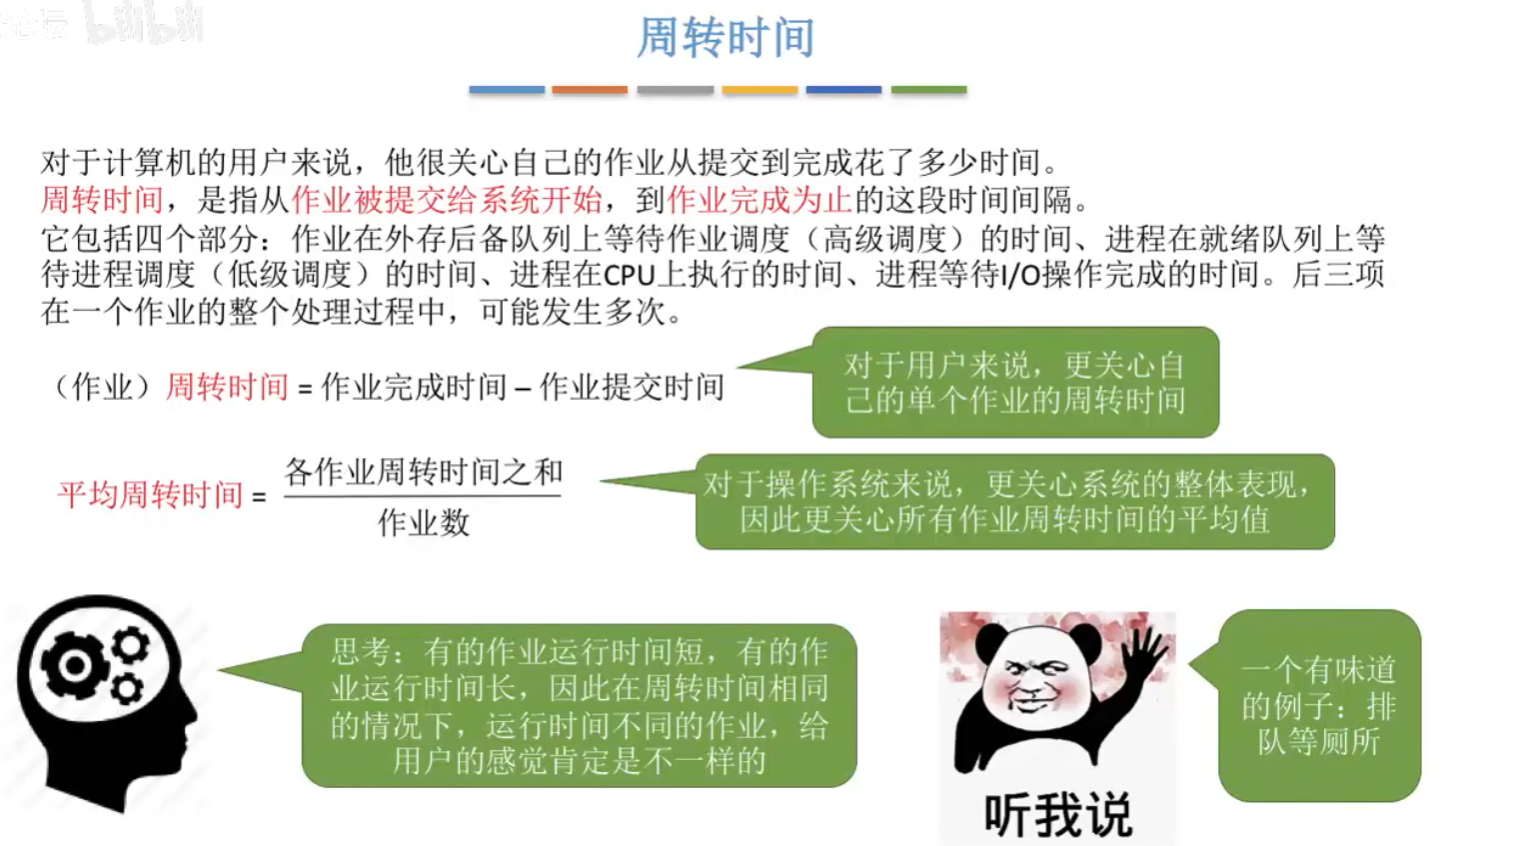 bilibili
周转时间
对于计算机的用户来说，他很关心自己的作业从提交到完成花了多少时间。
周转时间，是指从作业被提交给系统开始，到作业完成为止的这段时间间隔。
它包括四个部分：作业在外存后备队列上等待作业调度（高级调度）的时间、进程在就绪队列上等
待进程调度（低级调度）的时间、进程在CPU上执行的时间、进程等待I/O操作完成的时间。后三项
在一个作业的整个处理过程中，可能发生多次。
（作业）周转时间 = 作业完成时间 – 作业提交时间
对于用户来说，更关心自
己的单个作业的周转时间
平均周转时间 =
各作业周转时间之和
作业数
对于操作系统来说，更关心系统的整体表现，
因此更关心所有作业周转时间的平均值
思考：有的作业运行时间短，有的作
业运行时间长，因此在周转时间相同
的情况下，运行时间不同的作业，给
用户的感觉肯定是不一样的
听我说
一个有味道
的例子：排
队等厕所